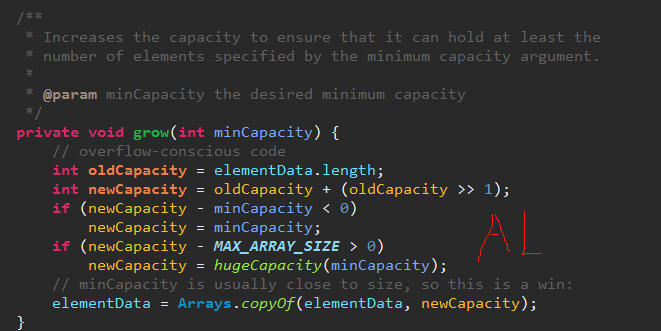 /**
 * Increases the capacity to ensure that it can hold at least the
 * number of elements specified by the minimum capacity argument.
 *
 * @param minCapacity the desired minimum capacity
 */
private void grow(int minCapacity) {
    // overflow-conscious code
    int oldCapacity = elementData.length;
    int newCapacity = oldCapacity + (oldCapacity >> 1);
    if (newCapacity - minCapacity < 0)
        newCapacity = minCapacity;
    if (newCapacity - MAX_ARRAY_SIZE > 0)
        newCapacity = hugeCapacity(minCapacity);
    // minCapacity is usually close to size, so this is a win:
    elementData = Arrays.copyOf(elementData, newCapacity);
}
AL